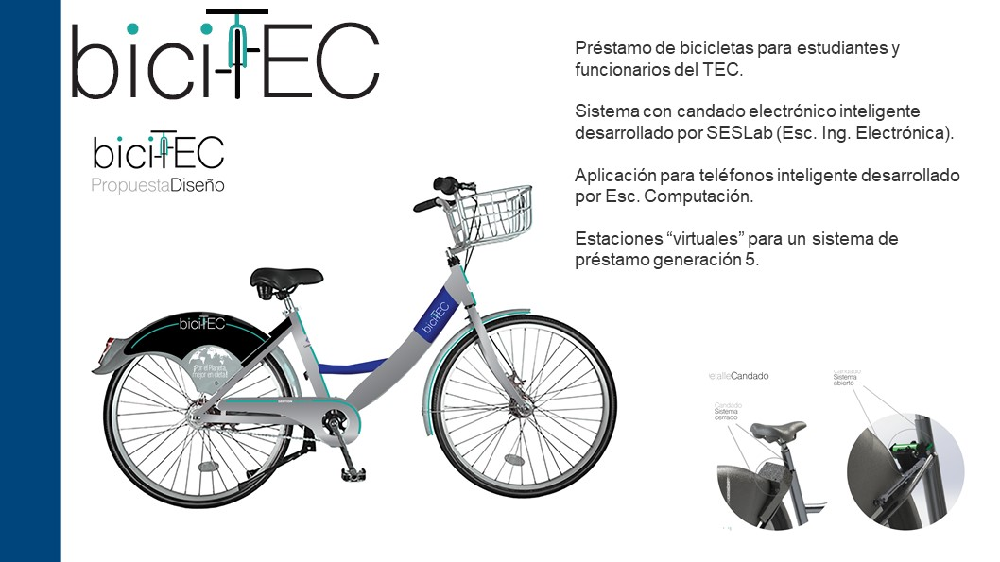 biciTEC
biciTEC
PropuestaDiseño
Préstamo de bicicletas para estudiantes y
funcionarios del TEC.
Sistema con candado electrónico inteligente
desarrollado por SESLab (Esc. Ing. Electrónica).
Aplicación para teléfonos inteligente desarrollado
por Esc. Computación.
Estaciones “virtuales” para un sistema de
préstamo generación 5.
biciTEC
biciTEC
Por el Planeta,
mejor en cleta!
etalleCandado
Candado
Sistema
cerrado
Sistema
abierto